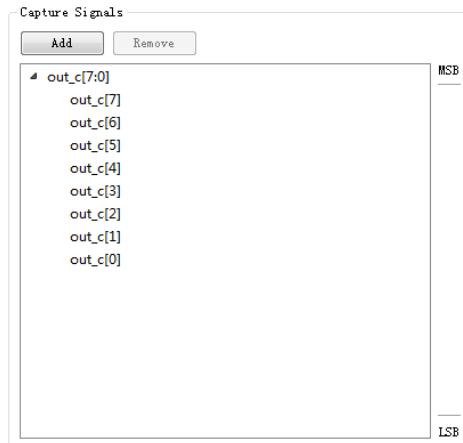 Capture Signals
Add Remove
out_c[7:0] MSB
out_c[7]
out_c[6]
out_c[5]
out_c[4]
out_c[3]
out_c[2]
out_c[1]
out_c[0]
LSB